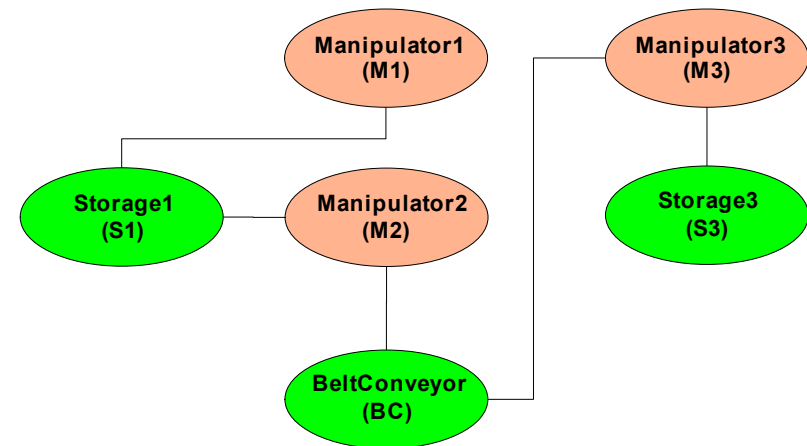 Manipulator1
(M1)
Manipulator3
(M3)
Storage1
(S1)
Manipulator2
(M2)
Storage3
(S3)
BeltConveyor
(BC)